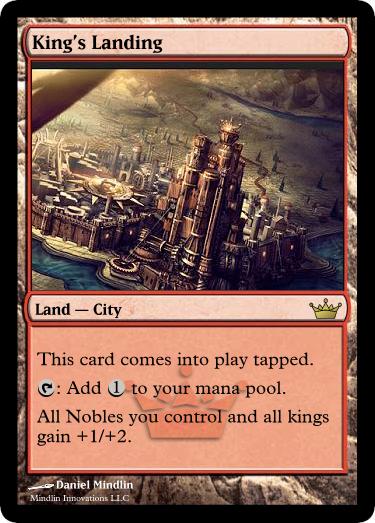 King's Landing
Land — City
This card comes into play tapped.
: Add 1 to your mana pool.
All Nobles you control and all kings
gain +1/+2.
Daniel Mindlin
Mindlin Innovations LLC